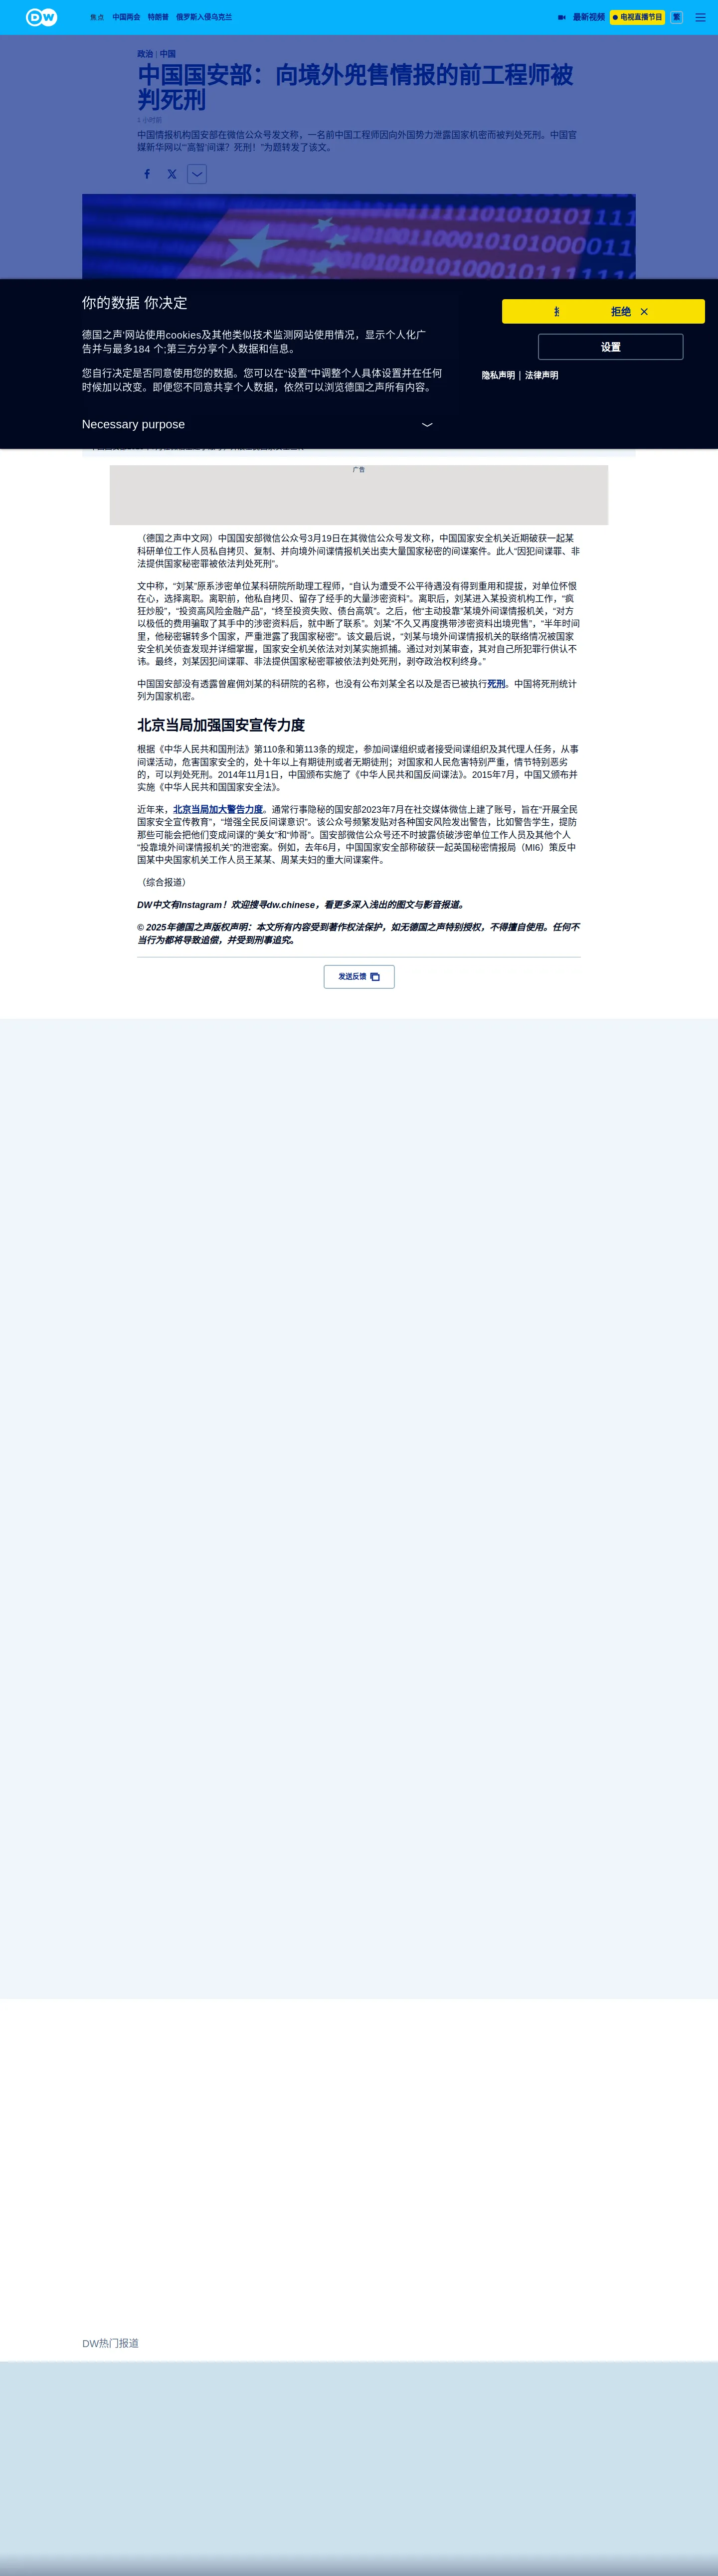 DW
焦点
中国两会
特朗普
俄罗斯入侵乌克兰
最新视频
电视直播节目
繁
政治 | 中国
中国国安部：向境外兜售情报的前工程师被
判死刑
1 小时前
中国情报机构国安部在微信公众号发文称，一名前中国工程师因向外国势力泄露国家机密而被判处死刑。中国官
媒新华网以“‘高智’间谍？死刑！”为题转发了该文。
你的数据 你决定
德国之声'网站使用cookies及其他类似技术监测网站使用情况，显示个人化广
告并与最多184 个;第三方分享个人数据和信息。
您自行决定是否同意使用您的数据。您可以在“设置”中调整个人具体设置并在任何
时候加以改变。即便您不同意共享个人数据，依然可以浏览德国之声所有内容。
Necessary purpose
拒绝
设置
隐私声明 | 法律声明
广告
（德国之声中文网）中国国安部微信公众号3月19日在其微信公众号发文称，中国国家安全机关近期破获一起某
科研单位工作人员私自拷贝、复制、并向境外间谍情报机关出卖大量国家秘密的间谍案件。此人“因犯间谍罪、非
法提供国家秘密罪被依法判处死刑”。
文中称，“刘某”原系涉密单位某科研院所助理工程师，“自认为遭受不公平待遇没有得到重用和提拔，对单位怀恨
在心，选择离职。离职前，他私自拷贝、留存了经手的大量涉密资料”。离职后，刘某进入某投资机构工作，“疯
狂炒股”，“投资高风险金融产品”，“终至投资失败、债台高筑”。之后，他“主动投靠”某境外间谍情报机关，“对方
以极低的费用骗取了其手中的涉密资料后，就中断了联系”。刘某“不久又再度携带涉密资料出境兜售”，“半年时间
里，他秘密辗转多个国家，严重泄露了我国家秘密”。该文最后说，“刘某与境外间谍情报机关的联络情况被国家
安全机关侦查发现并详细掌握，国家安全机关依法对刘某实施抓捕。通过对刘某审查，其对自己所犯罪行供认不
讳。最终，刘某因犯间谍罪、非法提供国家秘密罪被依法判处死刑，剥夺政治权利终身。”
中国国安部没有透露曾雇佣刘某的科研院的名称，也没有公布刘某全名以及是否已被执行死刑。中国将死刑统计
列为国家机密。
北京当局加强国安宣传力度
根据《中华人民共和国刑法》第110条和第113条的规定，参加间谍组织或者接受间谍组织及其代理人任务，从事
间谍活动，危害国家安全的，处十年以上有期徒刑或者无期徒刑；对国家和人民危害特别严重，情节特别恶劣
的，可以判处死刑。2014年11月1日，中国颁布实施了《中华人民共和国反间谍法》。2015年7月，中国又颁布并
实施《中华人民共和国国家安全法》。
近年来，北京当局加大警告力度。通常行事隐秘的国安部2023年7月在社交媒体微信上建了账号，旨在“开展全民
国家安全宣传教育”，“增强全民反间谍意识”。该公众号频繁发贴对各种国安风险发出警告，比如警告学生，提防
那些可能会把他们变成间谍的“美女”和“帅哥”。国安部微信公众号还不时披露侦破涉密单位工作人员及其他个人
“投靠境外间谍情报机关”的泄密案。例如，去年6月，中国国家安全部称破获一起英国秘密情报局（MI6）策反中
国某中央国家机关工作人员王某某、周某夫妇的重大间谍案件。
（综合报道）
DW中文有Instagram！欢迎搜寻dw.chinese，看更多深入浅出的图文与影音报道。
© 2025年德国之声版权声明：本文所有内容受到著作权法保护，如无德国之声特别授权，不得擅自使用。任何不
当行为都将导致追偿，并受到刑事追究。
发送反馈
DW热门报道